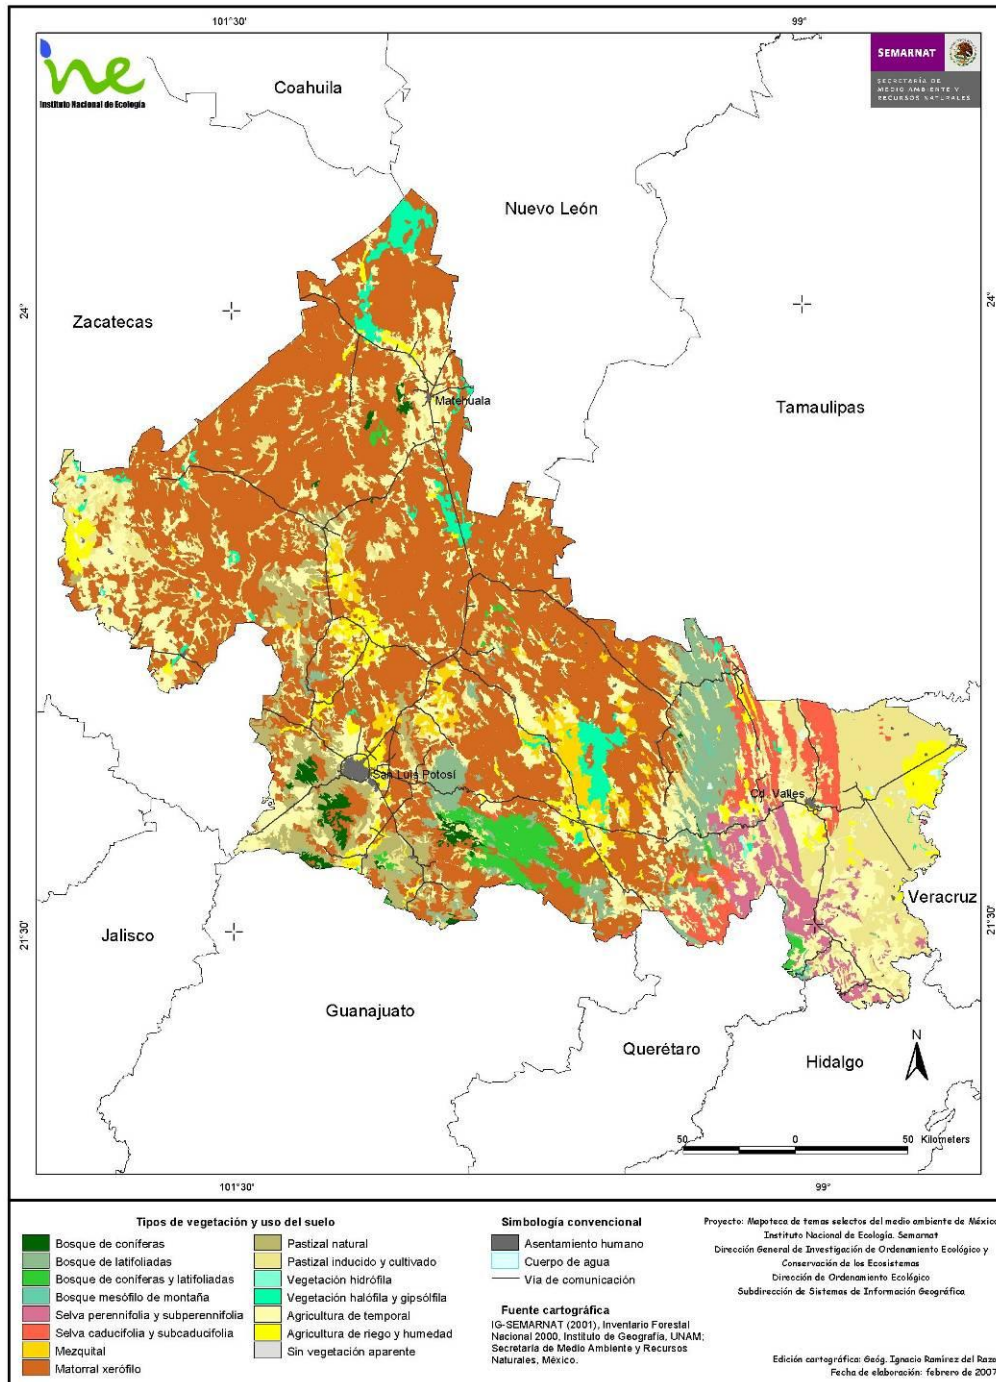 101°30'
99°
ine
Instituto Nacional de Ecología
SEMARNAT
SECRETARÍA DE
MEDIO AMBIENTE Y
RECURSOS NATURALES
Coahuila
Nuevo León
24°
24°
Zacatecas
Tamaulipas
Matehuala
San Luis Potosí
Cd. Valles
Veracruz
21°30'
21°30'
Jalisco
Guanajuato
Querétaro
Hidalgo
N
50 0 50 Kilometers
101°30'
99°
Tipos de vegetación y uso del suelo
Bosque de coníferas
Bosque de latifoliadas
Bosque de coníferas y latifoliadas
Bosque mesófilo de montaña
Selva perennifolia y subperennifolia
Selva caducifolia y subcaducifolia
Mezquital
Matorral xerófilo
Pastizal natural
Pastizal inducido y cultivado
Vegetación hidrófila
Vegetación halófila y gipsófila
Agricultura de temporal
Agricultura de riego y humedad
Sin vegetación aparente
Simbología convencional
Asentamiento humano
Cuerpo de agua
Vía de comunicación
Fuente cartográfica
IG-SEMARNAT (2001), Inventario Forestal
Nacional 2000, Instituto de Geografía, UNAM;
Secretaría de Medio Ambiente y Recursos
Naturales, México.
Proyecto: Mapoteca de temas selectos del medio ambiente de México
Instituto Nacional de Ecología. Semarnat
Dirección General de Investigación de Ordenamiento Ecológico y
Conservación de los Ecosistemas
Dirección de Ordenamiento Ecológico
Subdirección de Sistemas de Información Geográfica
Edición cartográfica: Geóg. Ignacio Ramírez del Razo
Fecha de elaboración: febrero de 2007